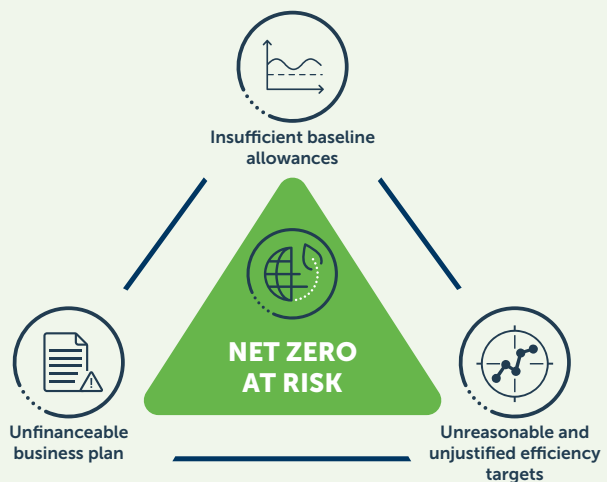 Insufficient baseline
allowances
NET ZERO
AT RISK
Unfinanceable
business plan
Unreasonable and
unjustified efficiency
targets